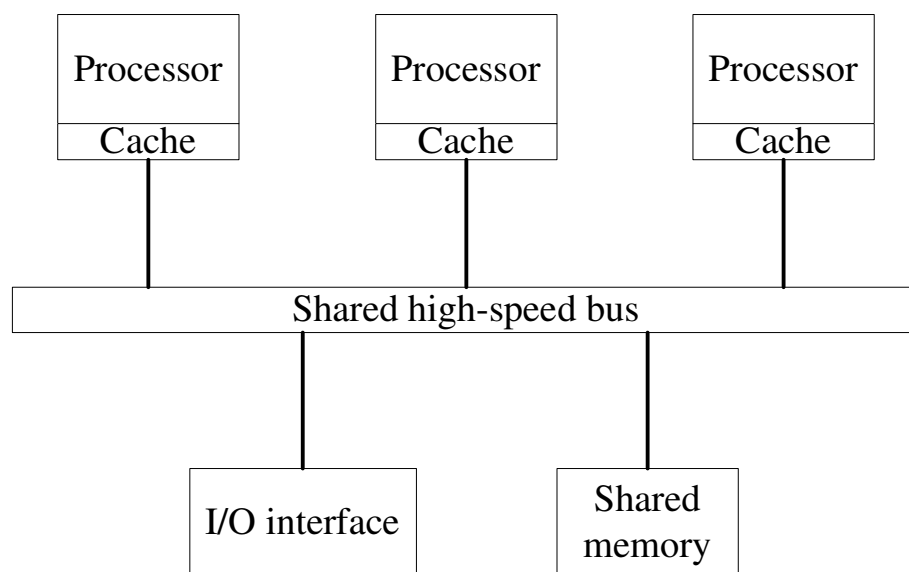 Processor
Processor
Processor
Cache
Cache
Cache
Shared high-speed bus
I/O interface
Shared
memory